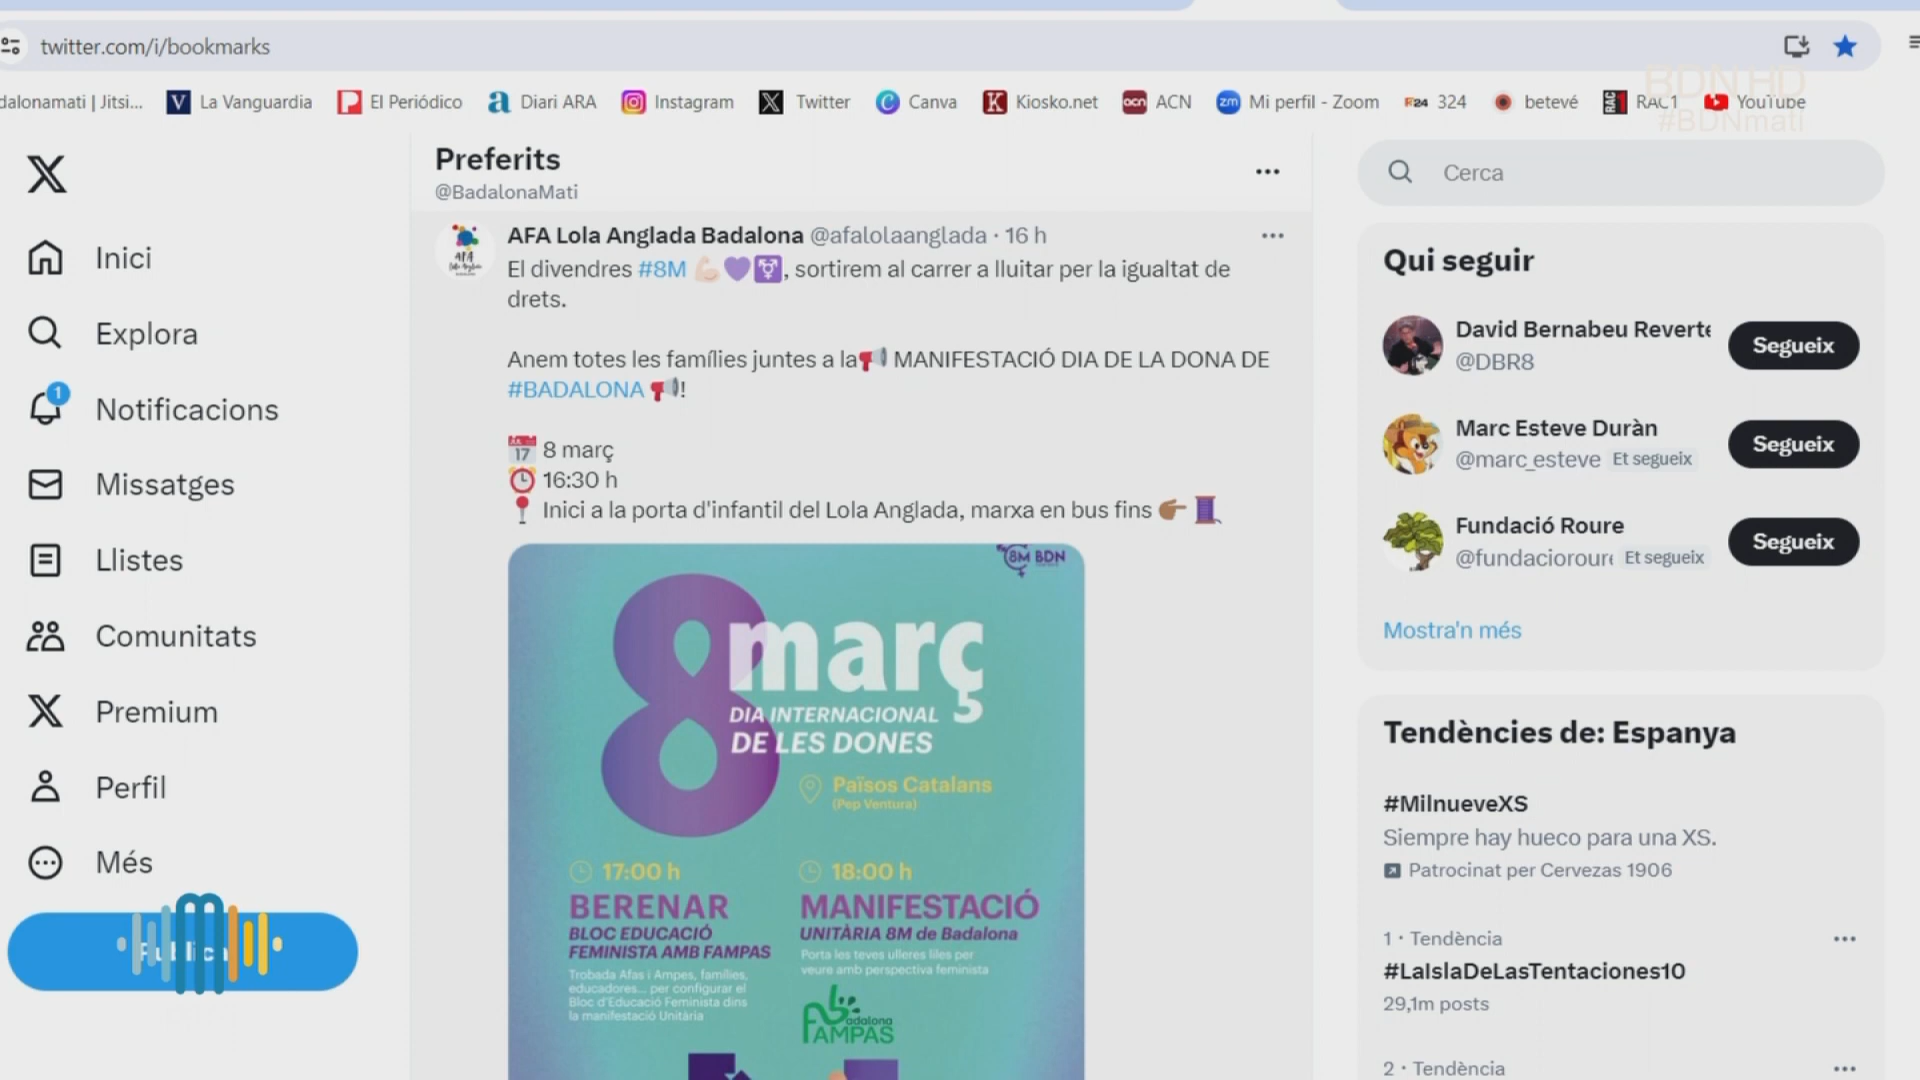 twitter.com/i/bookmarks
dalonamati | Jitsi...
La Vanguardia
El Periódico
Diari ARA
Instagram
Twitter
Canva
Kiosko.net
ACN
Mi perfil - Zoom
324
betevé
RAC1
YouTube
BDN HD
#BDNmatí
Inici
Explora
1
Notificacions
Missatges
Llistes
Comunitats
Premium
Perfil
Més
Publica
Preferits
@BadalonaMati
AFA Lola Anglada Badalona @afalolaanglada · 16 h
El divendres #8M 💪🏻💜⚧, sortirem al carrer a lluitar per la igualtat de
drets.
Anem totes les famílies juntes a la📢 MANIFESTACIÓ DIA DE LA DONA DE
#BADALONA 📢!
📅 8 març
⏰ 16:30 h
📍 Inici a la porta d'infantil del Lola Anglada, marxa en bus fins 👉🏾 🧵
8M BDN
8 març
DIA INTERNACIONAL
DE LES DONES
Països Catalans
(Pep Ventura)
17:00 h
BERENAR
BLOC EDUCACIÓ
FEMINISTA AMB FAMPAS
Trobada Afas i Ampes, famílies,
educadores... per configurar el
Bloc d'Educació Feminista dins
la manifestació Unitària
18:00 h
MANIFESTACIÓ
UNITÀRIA 8M de Badalona
Porta les teves ulleres liles per
veure amb perspectiva feminista
Badalona
FAMPAS
Cerca
Qui seguir
David Bernabeu Reverte
@DBR8
Segueix
Marc Esteve Duràn
@marc_esteve Et segueix
Segueix
Fundació Roure
@fundacioroure Et segueix
Segueix
Mostra'n més
Tendències de: Espanya
#MilnueveXS
Siempre hay hueco para una XS.
Patrocinat per Cervezas 1906
1 · Tendència
#LaIslaDeLasTentaciones10
29,1m posts
2 · Tendència